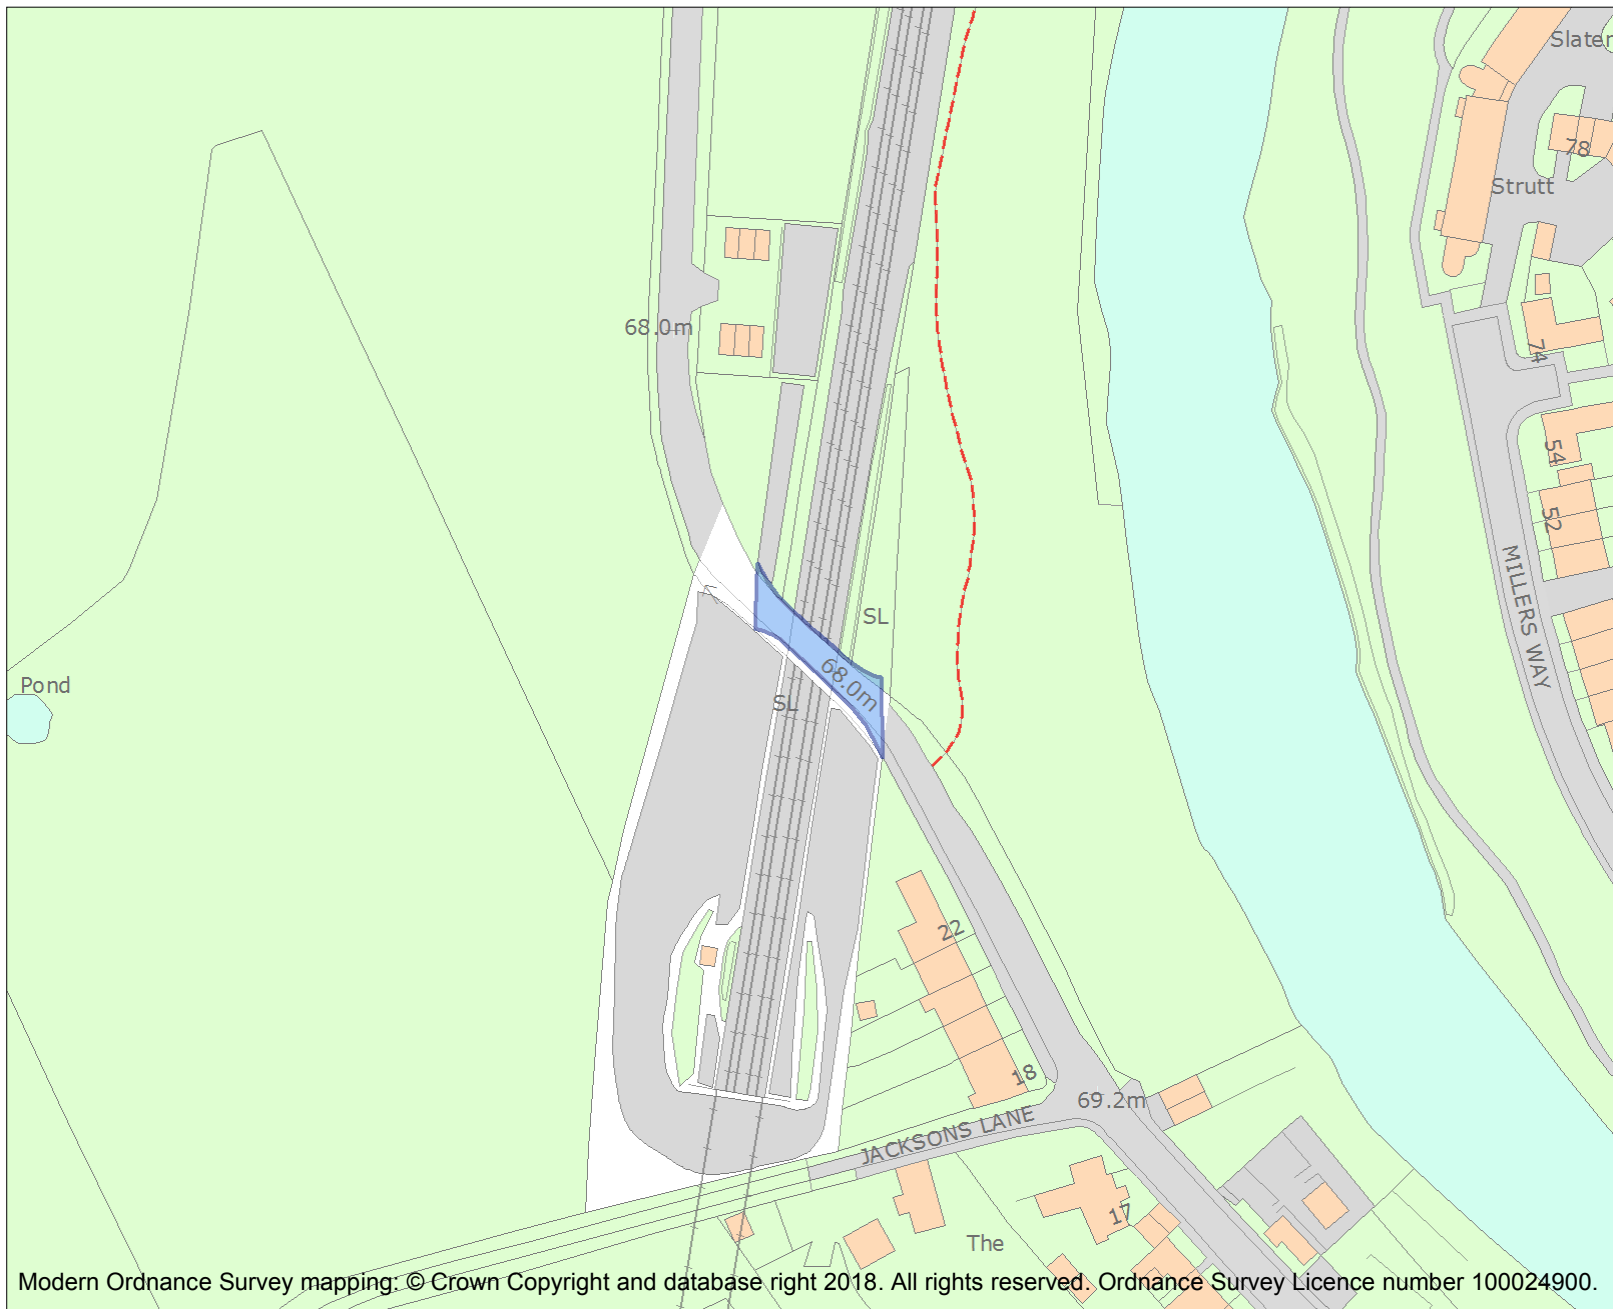 Slater
78
Strutt
68.0m
74
54
52
MILLERS WAY
SL
68.0m
Pond
SL
22
18
69.2m
JACKSONS LANE
17
The
Modern Ordnance Survey mapping: © Crown Copyright and database right 2018. All rights reserved. Ordnance Survey Licence number 100024900.